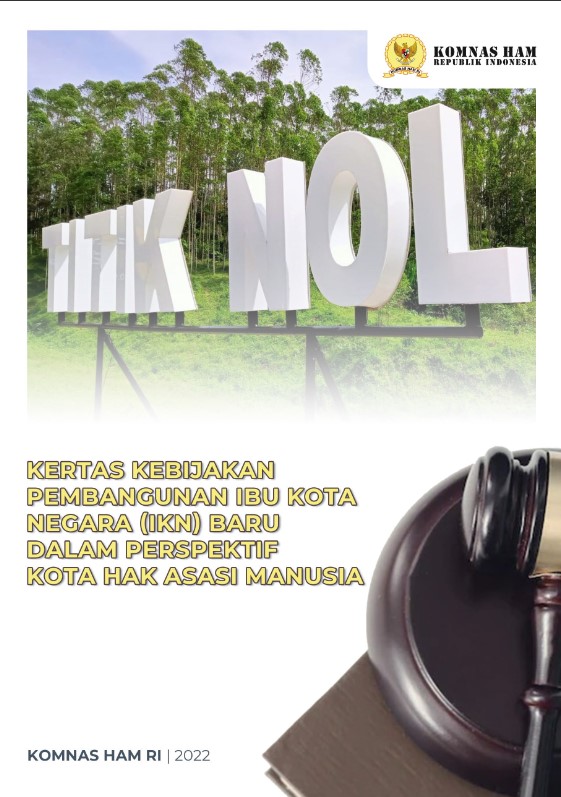 KOMNAS HAM
REPUBLIK INDONESIA
TITIK NOL
KERTAS KEBIJAKAN
PEMBANGUNAN IBU KOTA
NEGARA (IKN) BARU
DALAM PERSPEKTIF
KOTA HAK ASASI MANUSIA
KOMNAS HAM RI | 2022